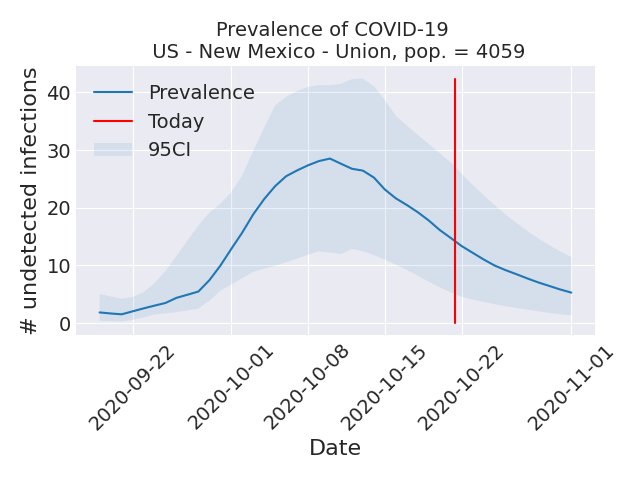 Prevalence of COVID-19
US - New Mexico - Union, pop. = 4059
# undetected infections
40
30
20
10
0
Prevalence
Today
95CI
2020-09-22
2020-10-01
2020-10-08
2020-10-15
2020-10-22
2020-11-01
Date